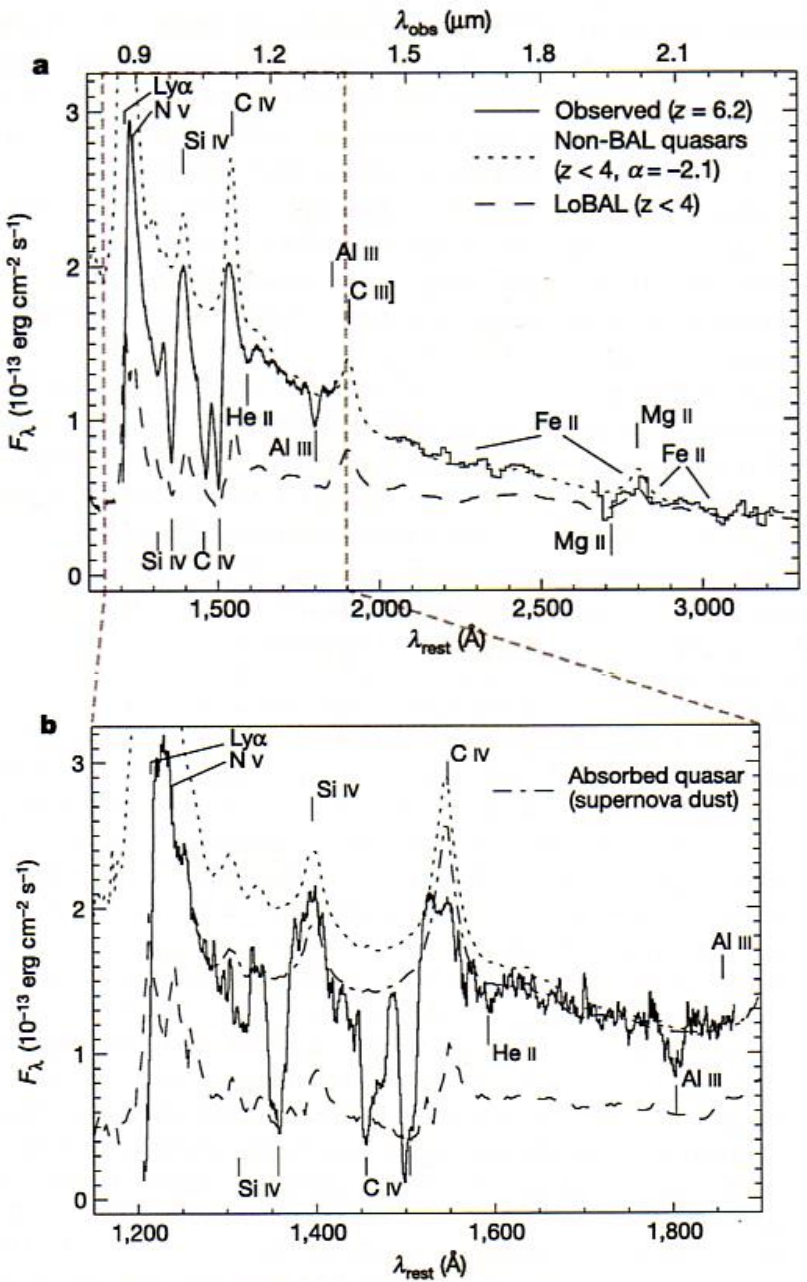 λobs (μm)
0.9 1.2 1.5 1.8 2.1
a
Lyα
N V
C IV
Si IV
Observed (z = 6.2)
Non-BAL quasars
(z < 4, α = −2.1)
LoBAL (z < 4)
3
2
1
0
Fλ (10−13 erg cm−2 s−1)
Al III
C III]
He II
Al III
Fe II
Mg II
Fe II
Mg II
Si IV C IV
1,500 2,000 2,500 3,000
λrest (Å)
b
Lyα
N V
Si IV
C IV
Absorbed quasar
(supernova dust)
3
2
1
0
Fλ (10−13 erg cm−2 s−1)
Al III
He II
Al III
Si IV C IV
1,200 1,400 1,600 1,800
λrest (Å)